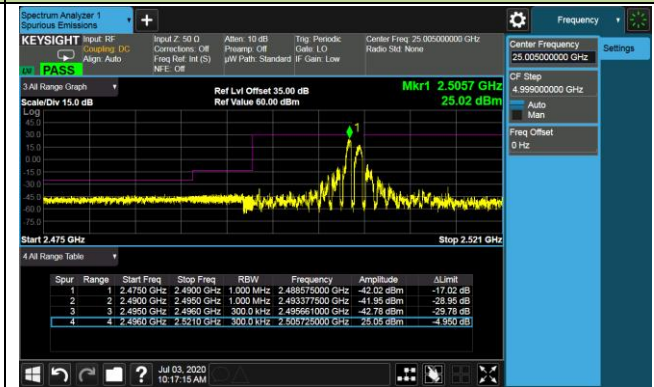 Spectrum Analyzer 1
Spurious Emissions
+
Frequency
KEYSIGHT
Input: RF
Coupling: DC
Align: Auto
Input Z: 50 Ω
Corrections: Off
Freq Ref: Int (S)
NFE: Off
Atten: 10 dB
Preamp: Off
µW Path: Standard
Trig: Periodic
Gate: LO
IF Gain: Low
Center Freq: 25.005000000 GHz
Radio Std: None
PASS
Center Frequency
25.005000000 GHz
Settings
CF Step
4.999000000 GHz
Auto
Man
Freq Offset
0 Hz
3 All Range Graph
Scale/Div 15.0 dB
Ref Lvl Offset 35.00 dB
Ref Value 60.00 dBm
Mkr1 2.5057 GHz
25.02 dBm
Log
45.0
30.0
15.0
0.00
-15.0
-30.0
-45.0
-60.0
-75.0
1
Start 2.475 GHz
Stop 2.521 GHz
4 All Range Table
Spur Range Start Freq Stop Freq RBW Frequency Amplitude ΔLimit
1 1 2.4750 GHz 2.4900 GHz 1.000 MHz 2.488575000 GHz -42.02 dBm -17.02 dB
2 2 2.4900 GHz 2.4950 GHz 1.000 MHz 2.493377500 GHz -41.95 dBm -28.95 dB
3 3 2.4950 GHz 2.4960 GHz 300.0 kHz 2.495661000 GHz -42.78 dBm -29.78 dB
4 4 2.4960 GHz 2.5210 GHz 300.0 kHz 2.505725000 GHz 25.05 dBm -4.950 dB
?
Jul 03, 2020
10:17:15 AM